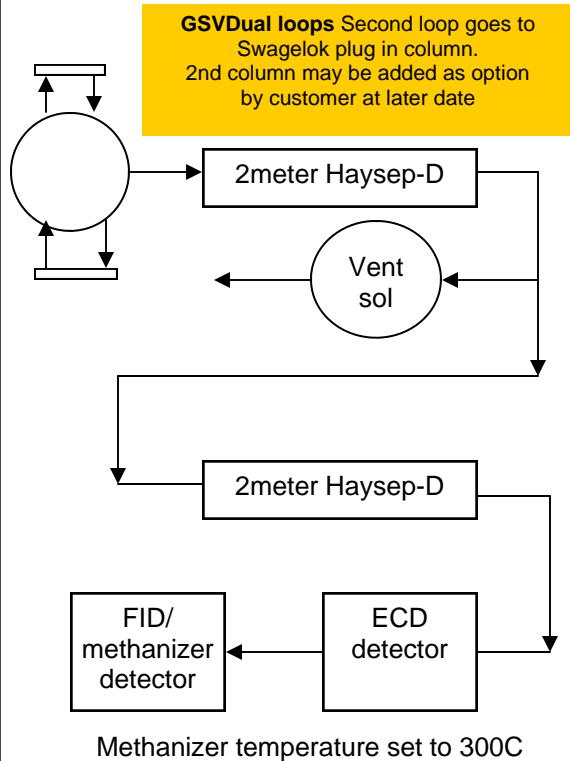 GSVDual loops Second loop goes to
Swagelok plug in column.
2nd column may be added as option
by customer at later date
2meter Haysep-D
Vent
sol
2meter Haysep-D
FID/
methanizer
detector
ECD
detector
Methanizer temperature set to 300C